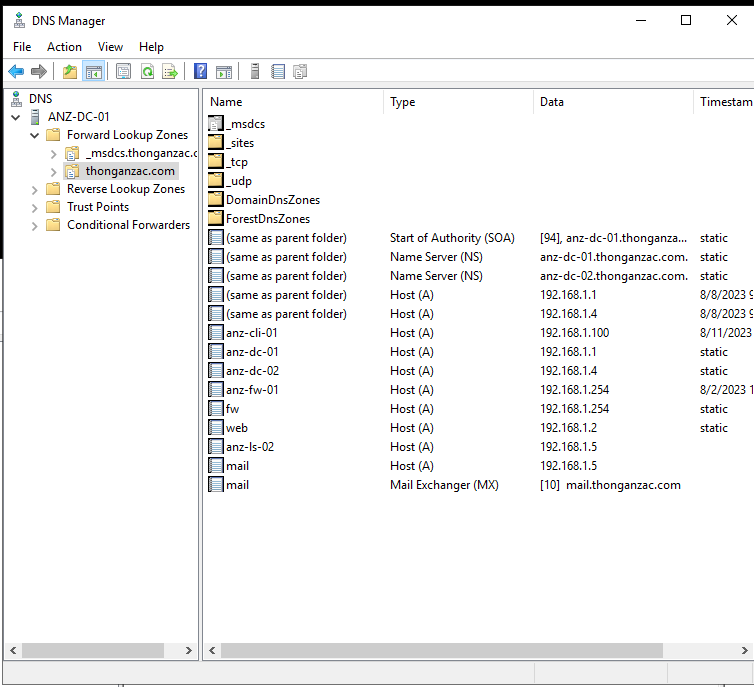 DNS Manager
File Action View Help
DNS
ANZ-DC-01
Forward Lookup Zones
_msdcs.thonganzac.c
thonganzac.com
Reverse Lookup Zones
Trust Points
Conditional Forwarders
Name Type Data Timestam
_msdcs
_sites
_tcp
_udp
DomainDnsZones
ForestDnsZones
(same as parent folder) Start of Authority (SOA) [94], anz-dc-01.thonganza... static
(same as parent folder) Name Server (NS) anz-dc-01.thonganzac.com. static
(same as parent folder) Name Server (NS) anz-dc-02.thonganzac.com. static
(same as parent folder) Host (A) 192.168.1.1 8/8/2023 9
(same as parent folder) Host (A) 192.168.1.4 8/8/2023 9
anz-cli-01 Host (A) 192.168.1.100 8/11/2023
anz-dc-01 Host (A) 192.168.1.1 static
anz-dc-02 Host (A) 192.168.1.4 static
anz-fw-01 Host (A) 192.168.1.254 8/2/2023 1
fw Host (A) 192.168.1.254 static
web Host (A) 192.168.1.2 static
anz-ls-02 Host (A) 192.168.1.5
mail Host (A) 192.168.1.5
mail Mail Exchanger (MX) [10] mail.thonganzac.com